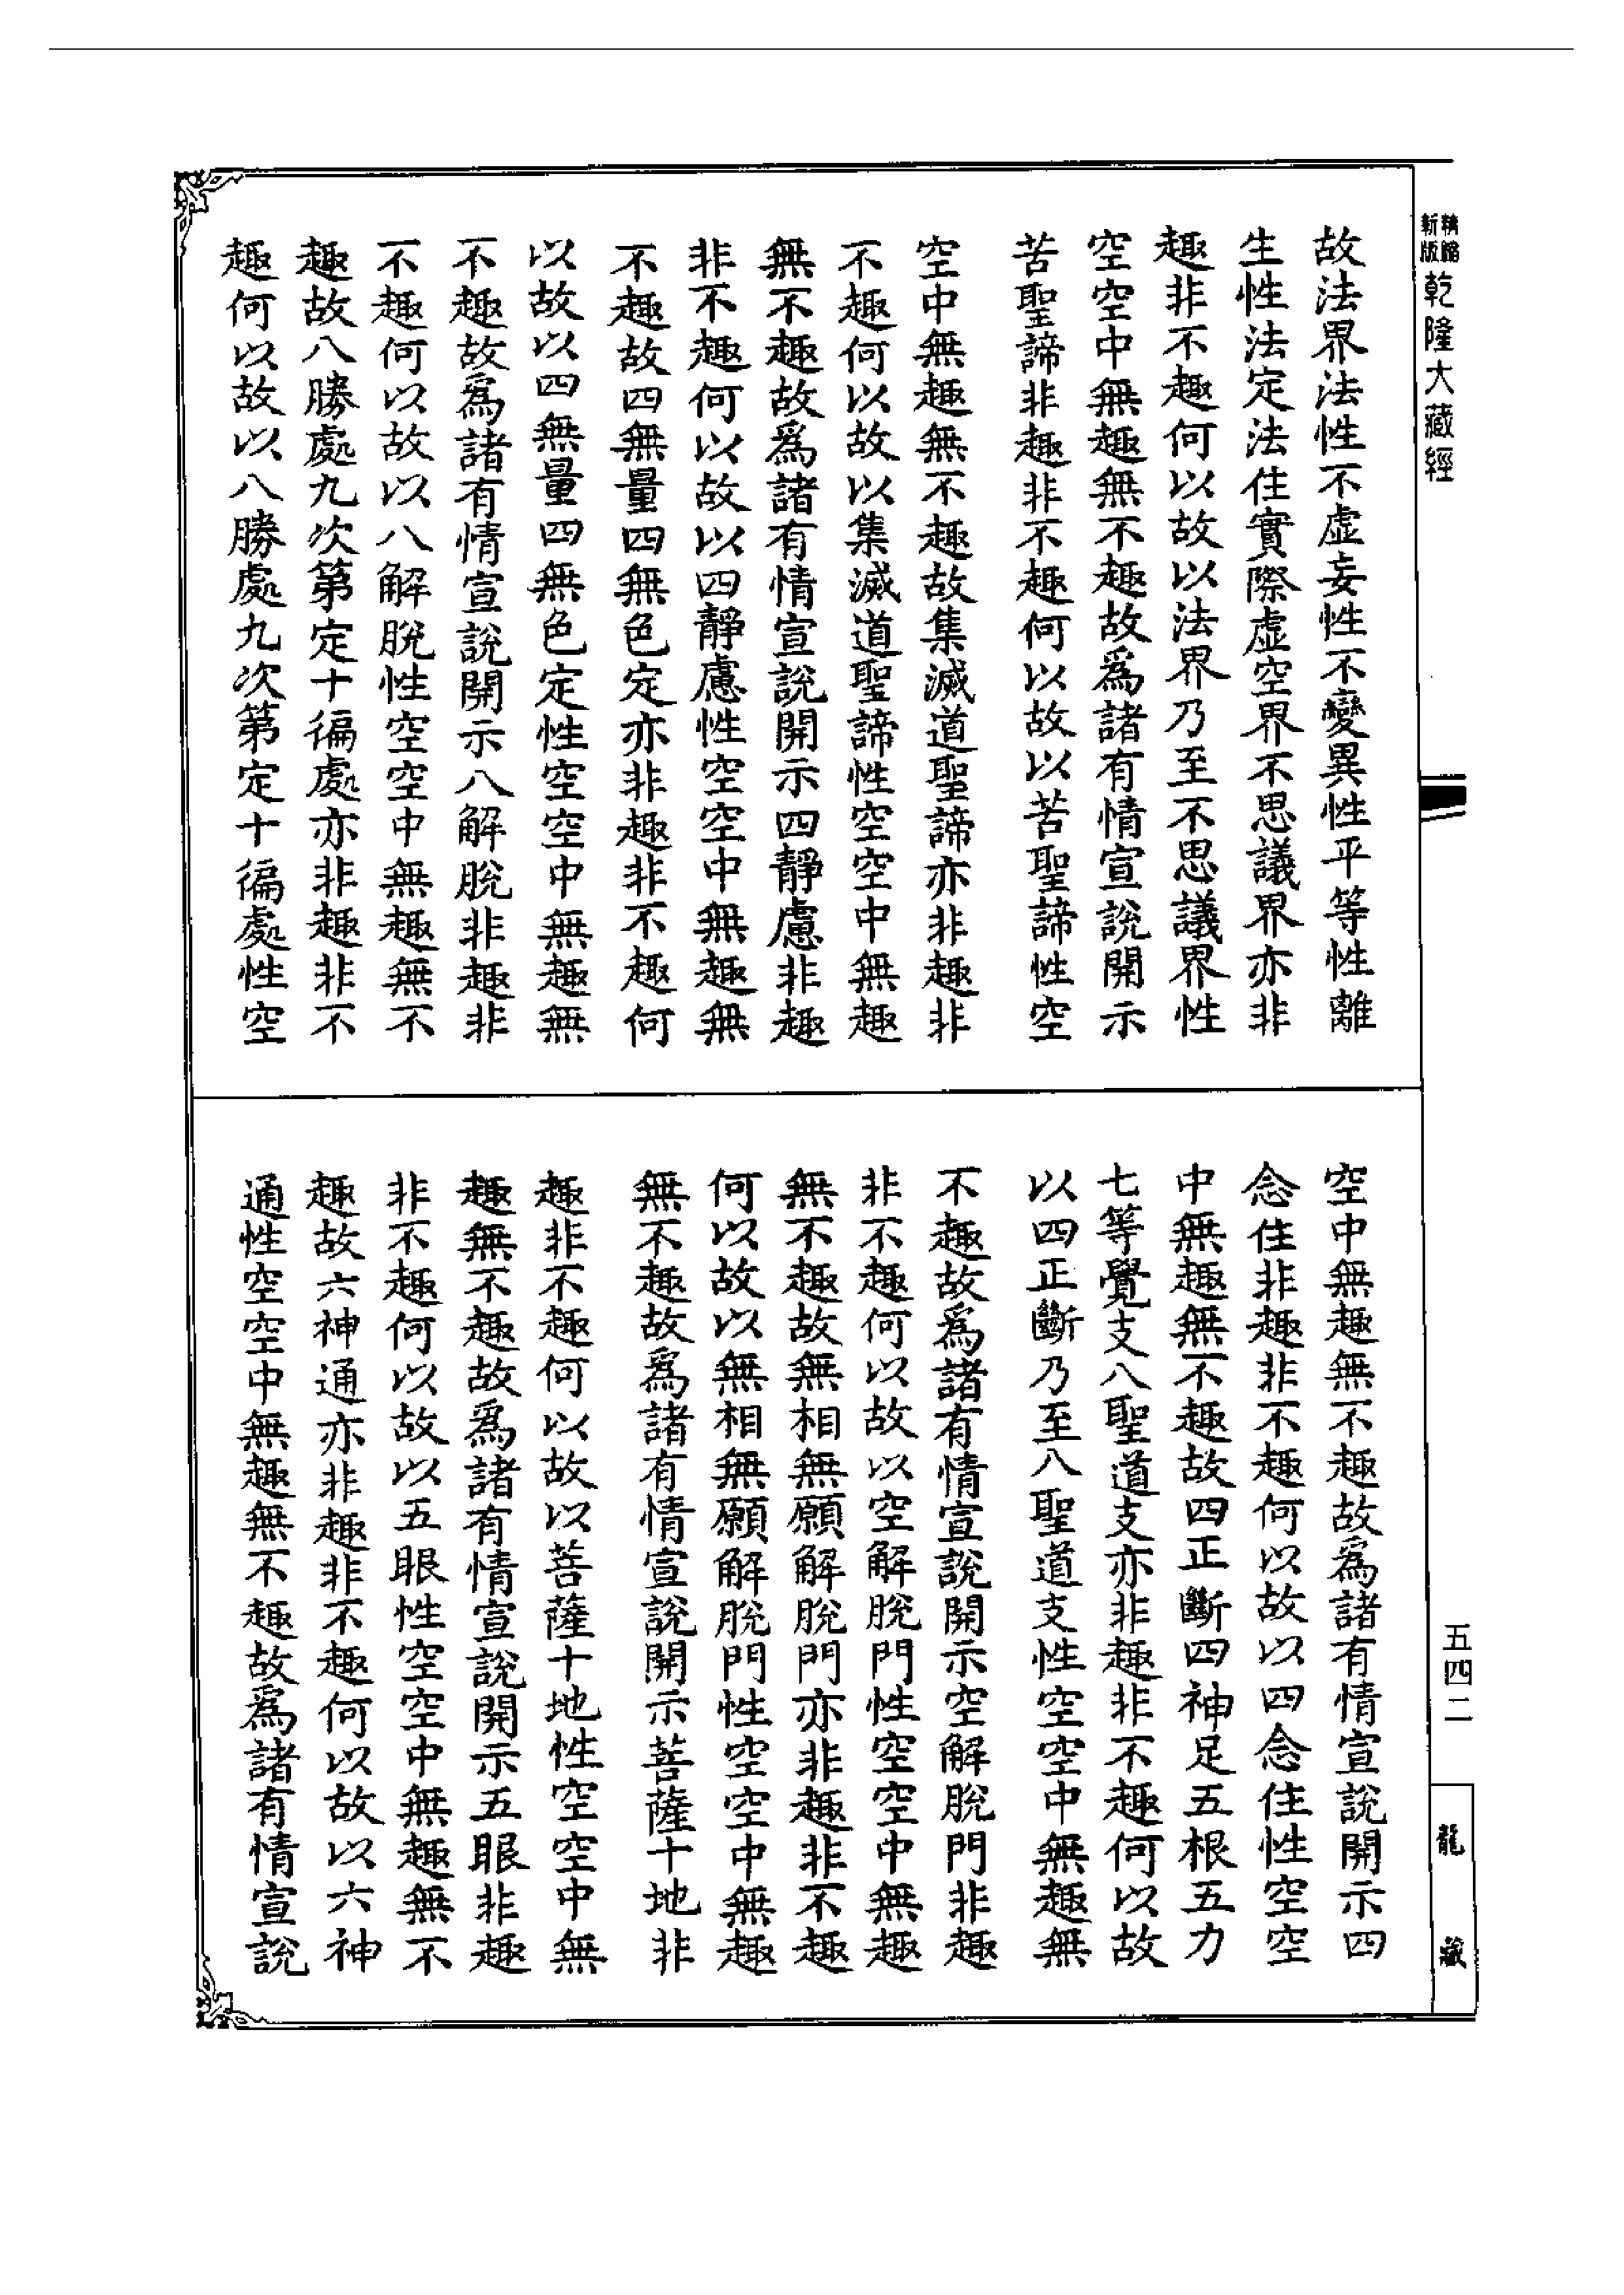 新版 精縮 乾隆大藏經
故法界法性不虛妄性不變異性平等性離
生性法定法住實際虛空界不思議界亦非
趣非不趣何以故以法界乃至不思議界性
空空中無趣無不趣故爲諸有情宣說開示
苦聖諦非趣非不趣何以故以苦聖諦性空
空中無趣無不趣故集滅道聖諦亦非趣非
不趣何以故以集滅道聖諦性空空中無趣
無不趣故爲諸有情宣說開示四靜慮非趣
非不趣何以故以四靜慮性空空中無趣無
不趣故四無量四無色定亦非趣非不趣何
以故以四無量四無色定性空空中無趣無
不趣故爲諸有情宣說開示八解脫非趣非
不趣何以故以八解脫性空空中無趣無不
趣故八勝處九次第定十徧處亦非趣非不
趣何以故以八勝處九次第定十徧處性空
空中無趣無不趣故爲諸有情宣說開示四
念住非趣非不趣何以故以四念住性空空
中無趣無不趣故四正斷四神足五根五力
七等覺支八聖道支亦非趣非不趣何以故
以四正斷乃至八聖道支性空空中無趣無
不趣故爲諸有情宣說開示空解脫門非趣
非不趣何以故以空解脫門性空空中無趣
無不趣故無相無願解脫門亦非趣非不趣
何以故以無相無願解脫門性空空中無趣
無不趣故爲諸有情宣說開示菩薩十地非
趣非不趣何以故以菩薩十地性空空中無
趣無不趣故爲諸有情宣說開示五眼非趣
非不趣何以故以五眼性空空中無趣無不
趣故六神通亦非趣非不趣何以故以六神
通性空空中無趣無不趣故爲諸有情宣說
五四二
龍藏